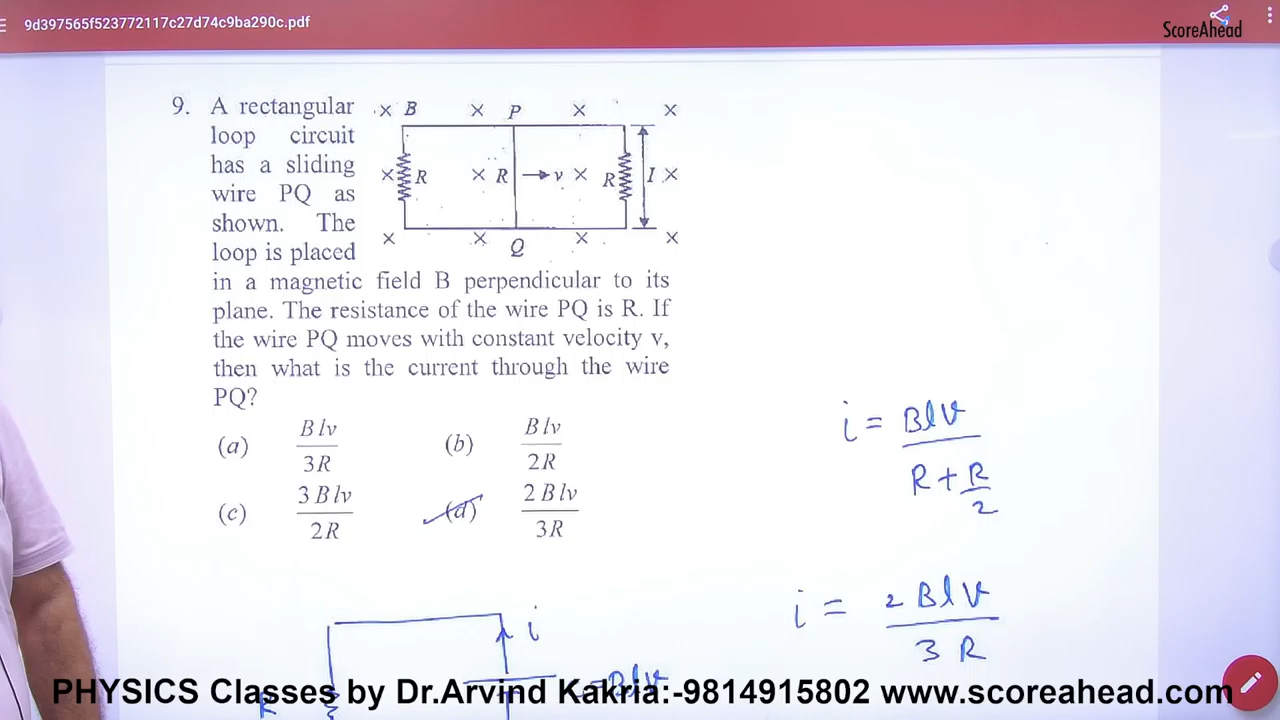 9d397565f523772117c27d74c9ba290c.pdf
ScoreAhead
9. A rectangular
loop circuit
has a sliding
wire PQ as
shown. The
loop is placed
in a magnetic field B perpendicular to its
plane. The resistance of the wire PQ is R. If
the wire PQ moves with constant velocity v,
then what is the current through the wire
PQ?
× B × P × ×
× R × R v × R l ×
× × Q × ×
(a) Blv/3R (b) Blv/2R
(c) 3Blv/2R (d) 2Blv/3R
i = Blv/(R + R/2)
i = 2Blv/3R
i
= Blv
R
PHYSICS Classes by Dr.Arvind Kakria:-9814915802 www.scoreahead.com